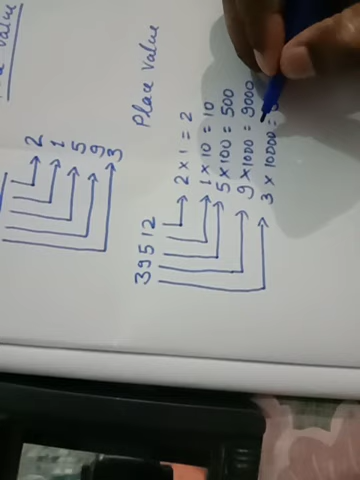 Value
2
1
5
9
3
Place Value
39512
2 × 1 = 2
1 × 10 = 10
5 × 100 = 500
9 × 1000 = 9000
3 × 10000 =